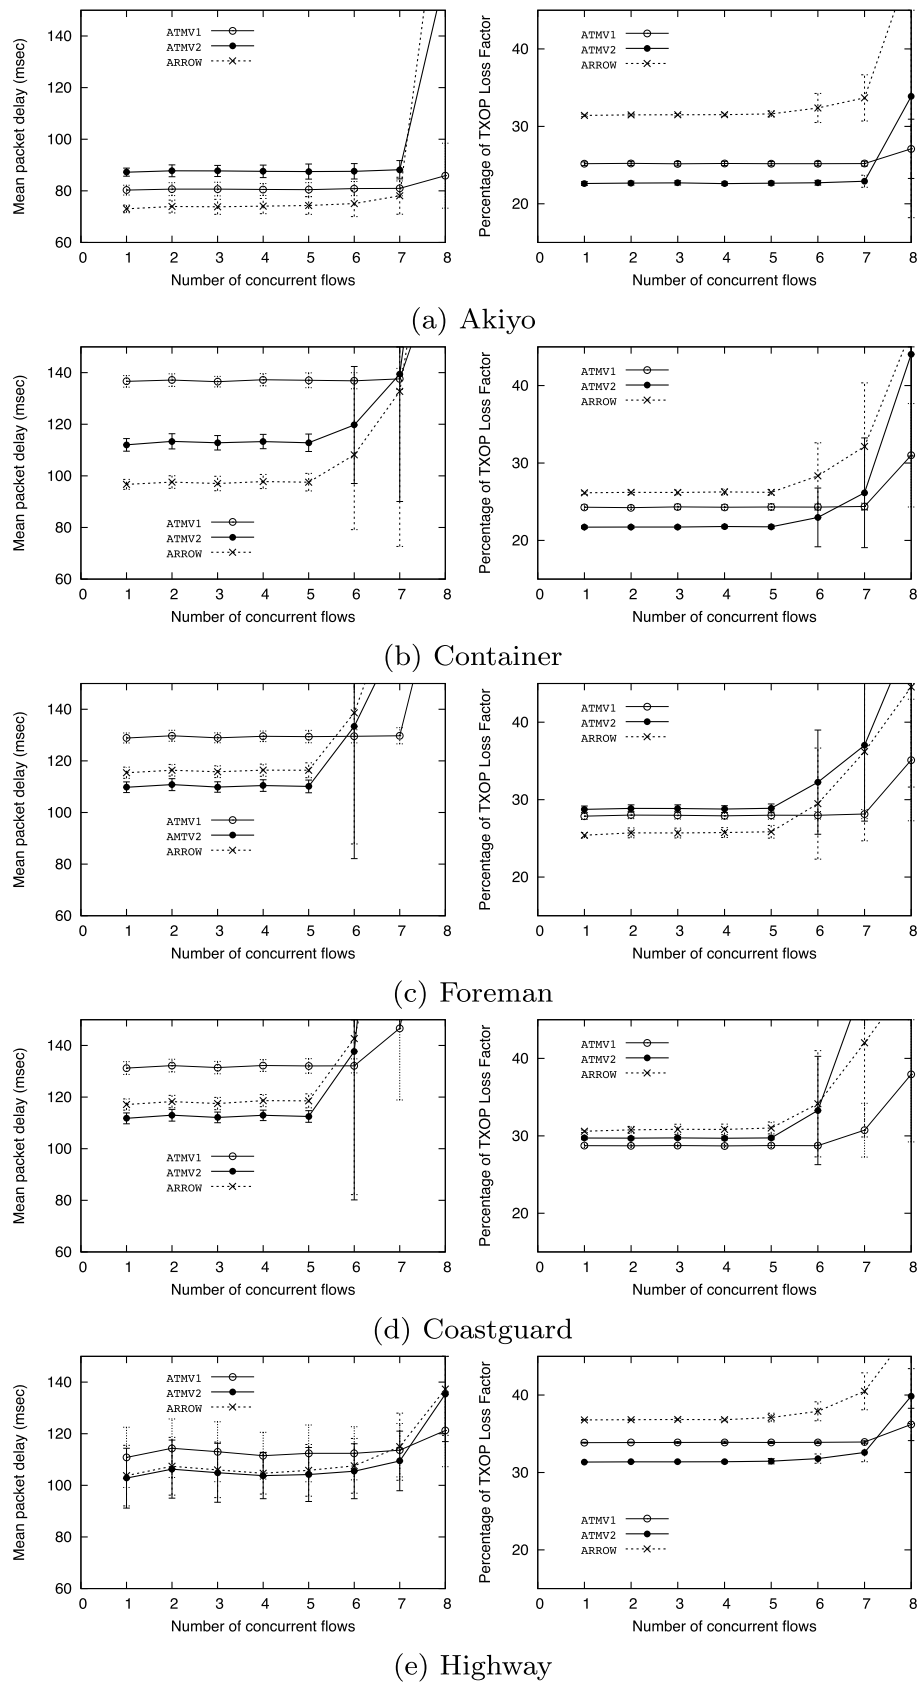 Mean packet delay (msec)
140
120
100
80
60
0 1 2 3 4 5 6 7 8
Number of concurrent flows
ATMV1
ATMV2
ARROW
Percentage of TXOP Loss Factor
40
30
20
0 1 2 3 4 5 6 7 8
Number of concurrent flows
ATMV1
ATMV2
ARROW
(a) Akiyo
Mean packet delay (msec)
140
120
100
80
60
0 1 2 3 4 5 6 7 8
Number of concurrent flows
ATMV1
ATMV2
ARROW
Percentage of TXOP Loss Factor
40
30
20
0 1 2 3 4 5 6 7 8
Number of concurrent flows
ATMV1
ATMV2
ARROW
(b) Container
Mean packet delay (msec)
140
120
100
80
60
0 1 2 3 4 5 6 7 8
Number of concurrent flows
ATMV1
AMTV2
ARROW
Percentage of TXOP Loss Factor
40
30
20
0 1 2 3 4 5 6 7 8
Number of concurrent flows
ATMV1
ATMV2
ARROW
(c) Foreman
Mean packet delay (msec)
140
120
100
80
60
0 1 2 3 4 5 6 7 8
Number of concurrent flows
ATMV1
ATMV2
ARROW
Percentage of TXOP Loss Factor
40
30
20
0 1 2 3 4 5 6 7 8
Number of concurrent flows
ATMV1
ATMV2
ARROW
(d) Coastguard
Mean packet delay (msec)
140
120
100
80
60
0 1 2 3 4 5 6 7 8
Number of concurrent flows
ATMV1
ATMV2
ARROW
Percentage of TXOP Loss Factor
40
30
20
0 1 2 3 4 5 6 7 8
Number of concurrent flows
ATMV1
ATMV2
ARROW
(e) Highway